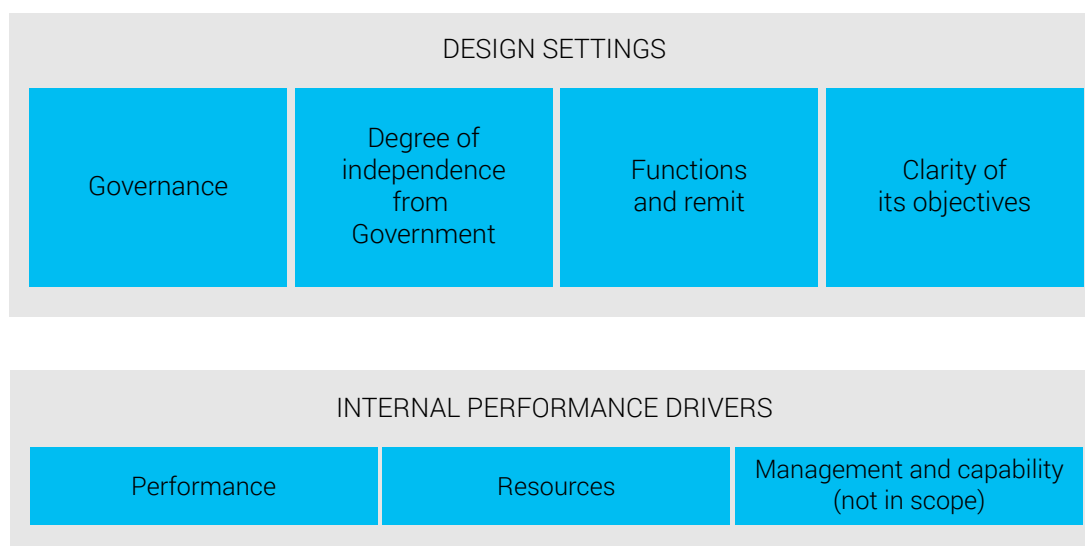 DESIGN SETTINGS
Governance
Degree of
independence
from
Government
Functions
and remit
Clarity of
its objectives
INTERNAL PERFORMANCE DRIVERS
Performance
Resources
Management and capability
(not in scope)